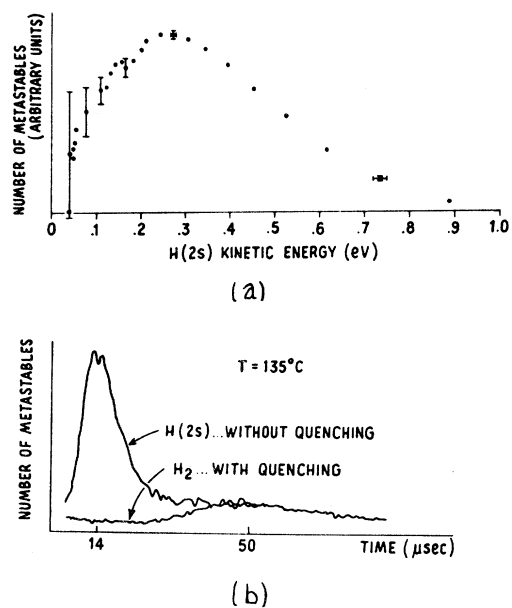 NUMBER OF METASTABLES
(ARBITRARY UNITS)
0 .1 .2 .3 .4 .5 .6 .7 .8 .9 1.0
H(2s) KINETIC ENERGY (eV)
(a)
NUMBER OF METASTABLES
T = 135°C
H(2s)...WITHOUT QUENCHING
H₂...WITH QUENCHING
14 50 TIME (μsec)
(b)